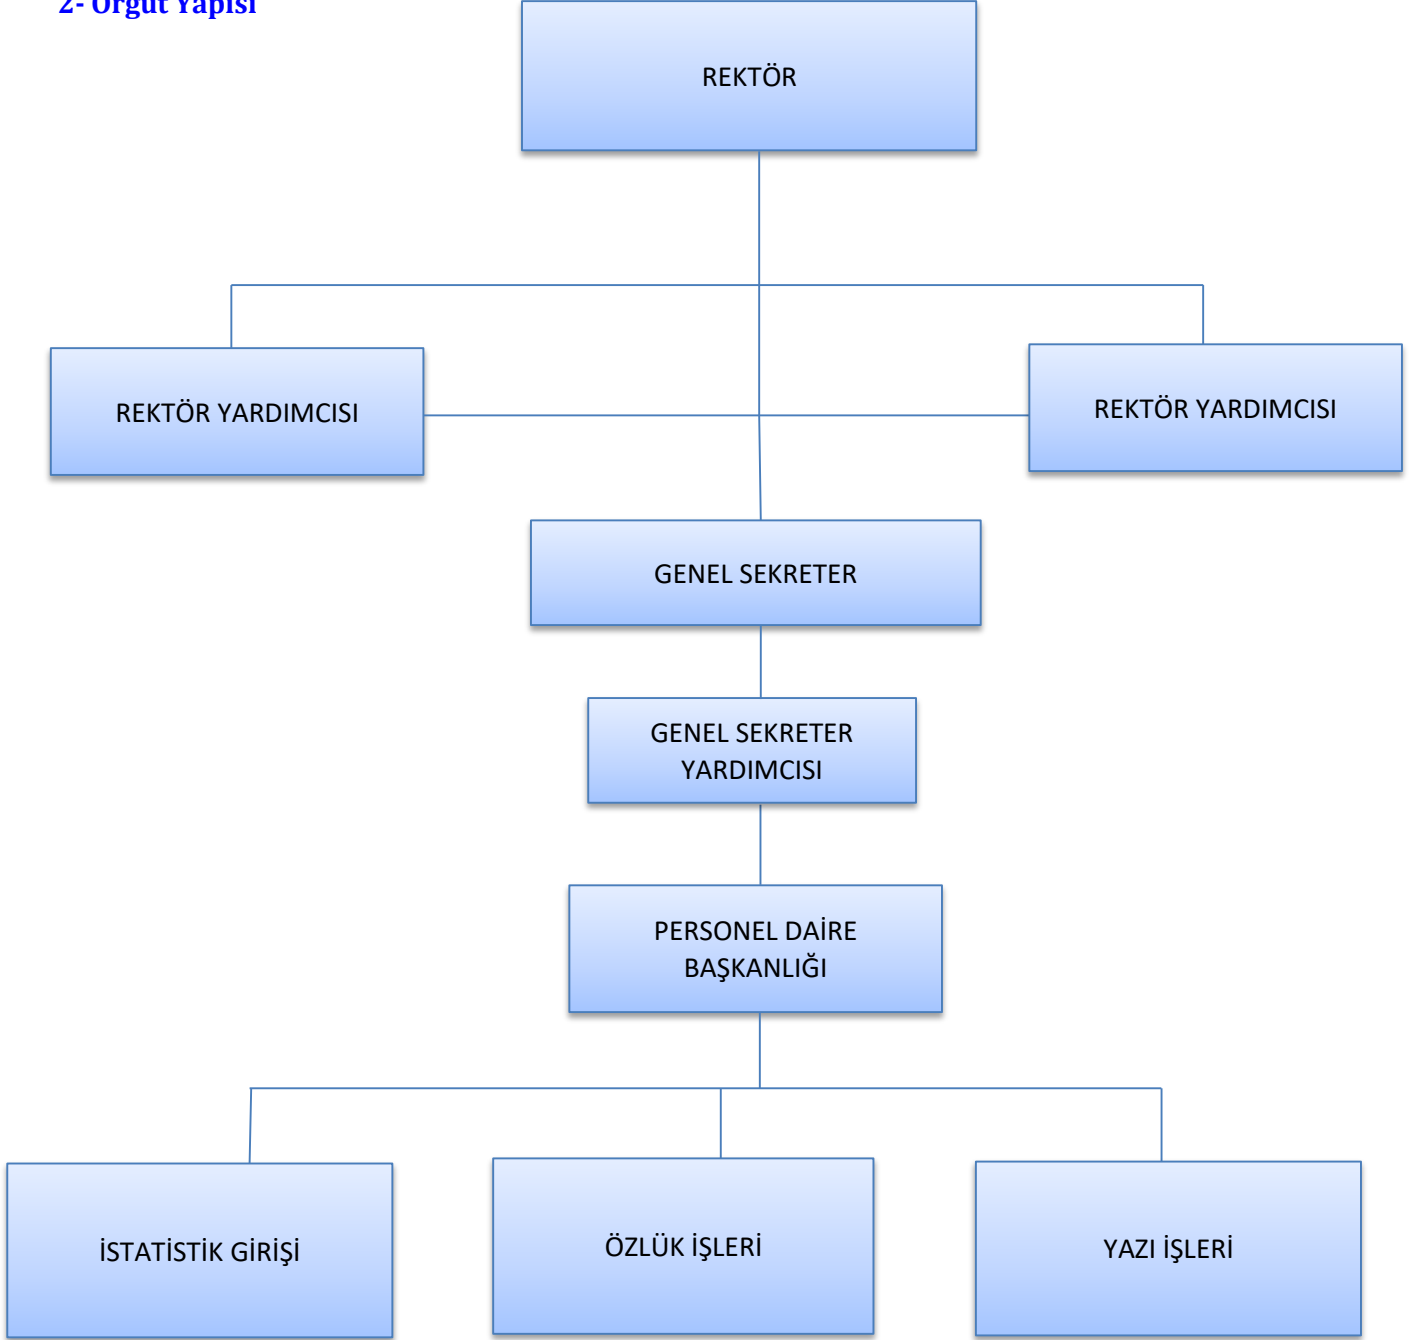 2- Örgüt Yapısı
REKTÖR
REKTÖR YARDIMCISI
REKTÖR YARDIMCISI
GENEL SEKRETER
GENEL SEKRETER
YARDIMCISI
PERSONEL DAİRE
BAŞKANLIĞI
İSTATİSTİK GİRİŞİ
ÖZLÜK İŞLERİ
YAZI İŞLERİ